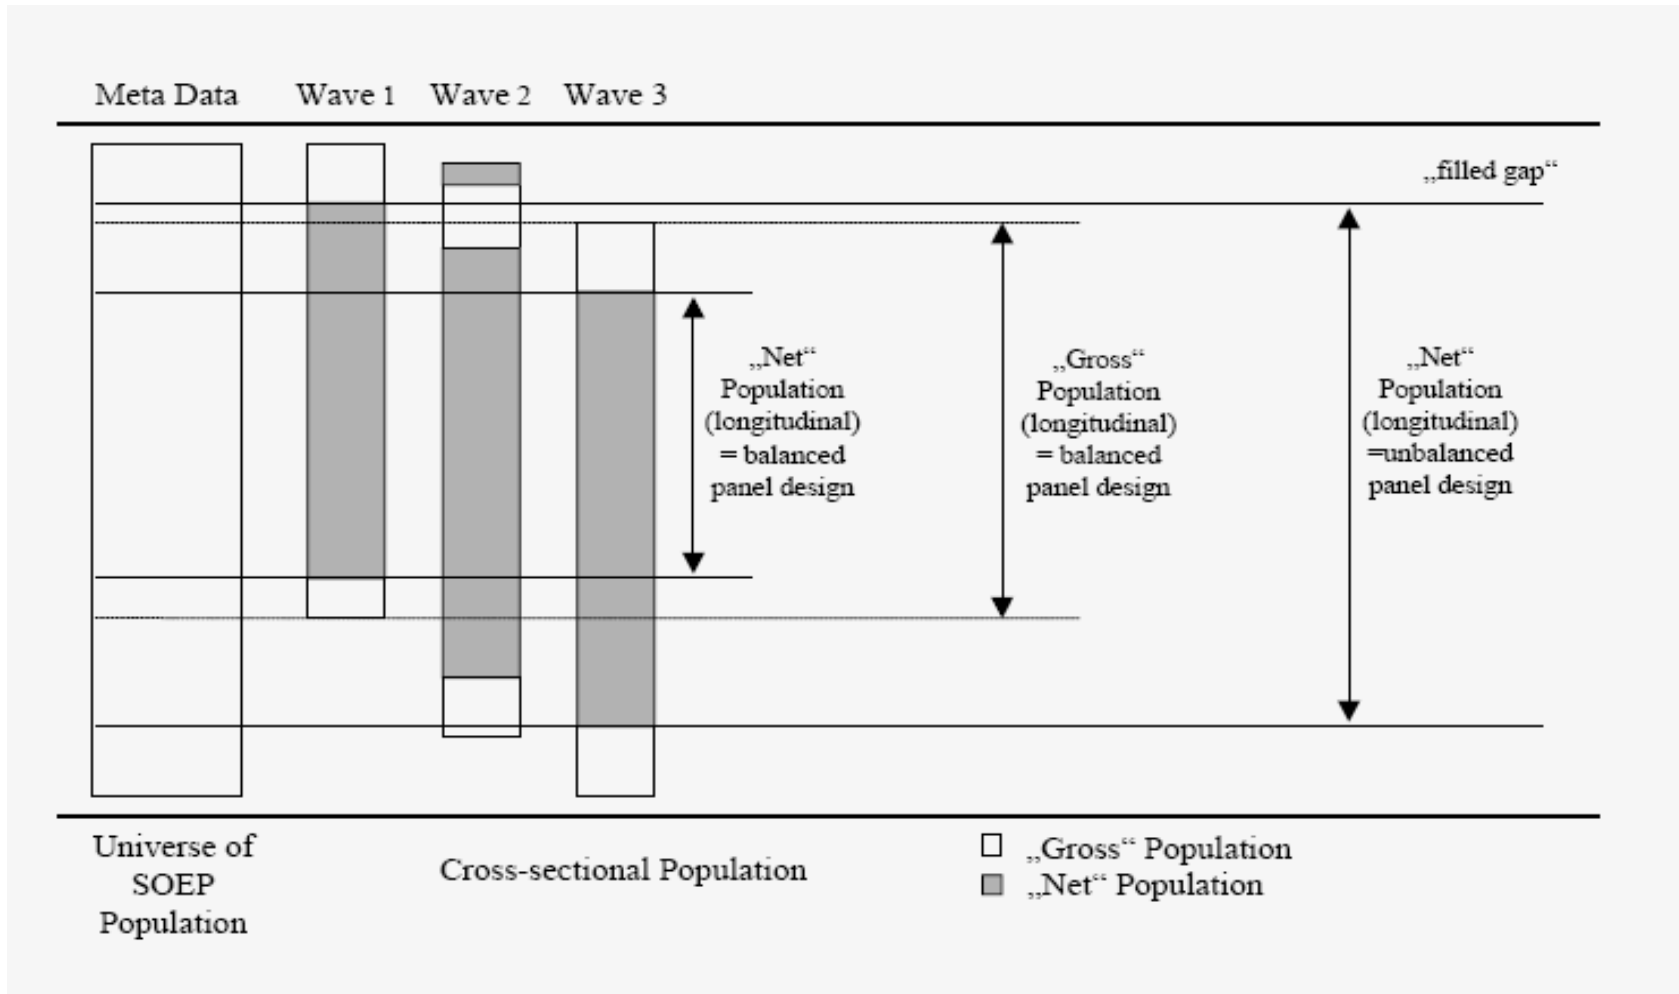 Meta Data Wave 1 Wave 2 Wave 3
„filled gap“
„Net“
Population
(longitudinal)
= balanced
panel design
„Gross“
Population
(longitudinal)
= balanced
panel design
„Net“
Population
(longitudinal)
=unbalanced
panel design
Universe of
SOEP
Population
Cross-sectional Population
„Gross“ Population
„Net“ Population